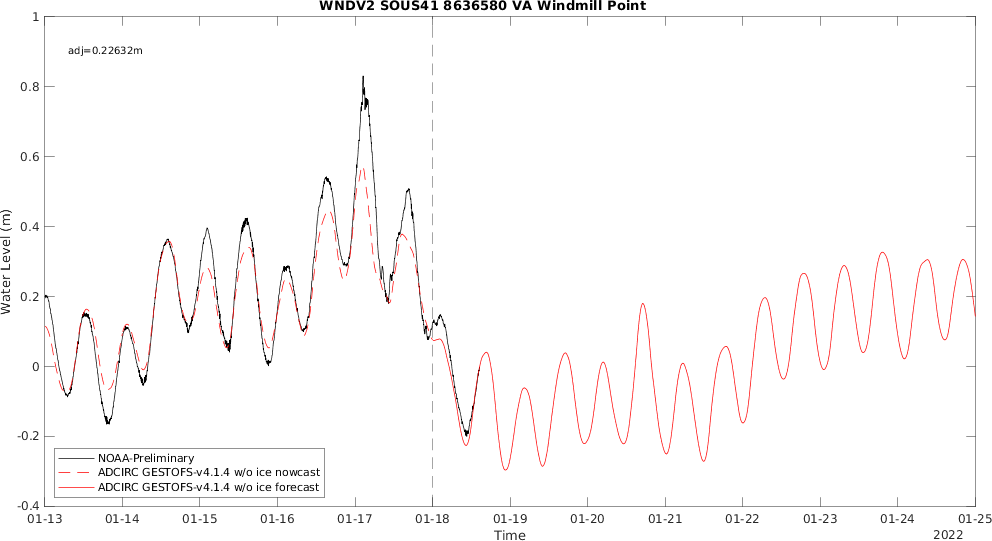 WNDV2 SOUS41 8636580 VA Windmill Point
adj=0.22632m
Water Level (m)
1
0.8
0.6
0.4
0.2
0
-0.2
-0.4
NOAA-Preliminary
ADCIRC GESTOFS-v4.1.4 w/o ice nowcast
ADCIRC GESTOFS-v4.1.4 w/o ice forecast
01-13 01-14 01-15 01-16 01-17 01-18 01-19 01-20 01-21 01-22 01-23 01-24 01-25
Time
2022